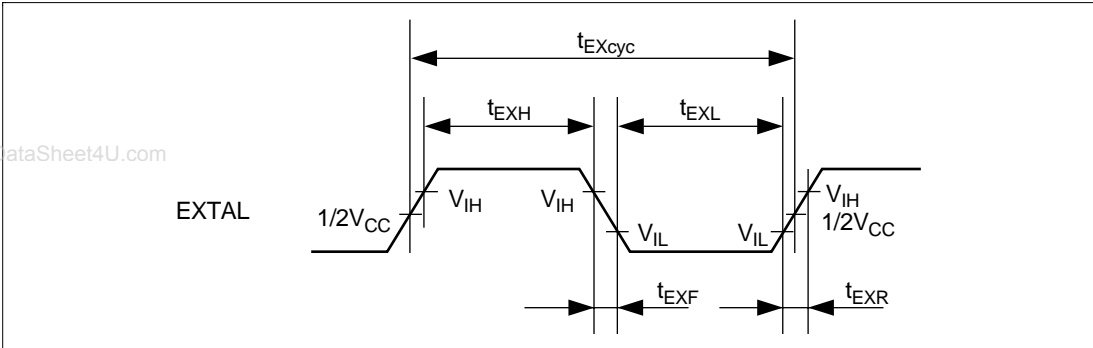 tEXcyc
tEXH tEXL
ataSheet4U.com
EXTAL 1/2VCC VIH VIH VIL VIL VIH
1/2VCC
tEXF tEXR